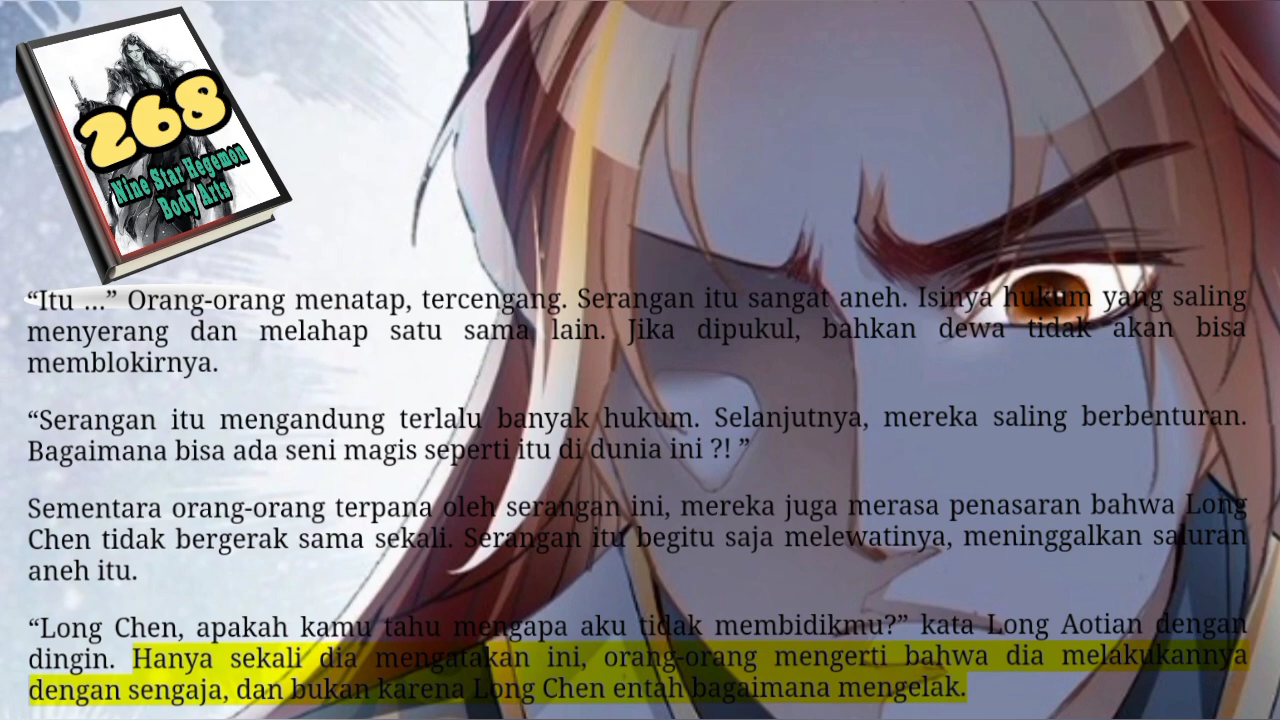 268
Nine Star Hegemon
Body Arts
“Itu ...” Orang-orang menatap, tercengang. Serangan itu sangat aneh. Isinya hukum yang saling
menyerang dan melahap satu sama lain. Jika dipukul, bahkan dewa tidak akan bisa
memblokirnya.
“Serangan itu mengandung terlalu banyak hukum. Selanjutnya, mereka saling berbenturan.
Bagaimana bisa ada seni magis seperti itu di dunia ini ?! ”
Sementara orang-orang terpana oleh serangan ini, mereka juga merasa penasaran bahwa Long
Chen tidak bergerak sama sekali. Serangan itu begitu saja melewatinya, meninggalkan saluran
aneh itu.
“Long Chen, apakah kamu tahu mengapa aku tidak membidikmu?” kata Long Aotian dengan
dingin. Hanya sekali dia mengatakan ini, orang-orang mengerti bahwa dia melakukannya
dengan sengaja, dan bukan karena Long Chen entah bagaimana mengelak.